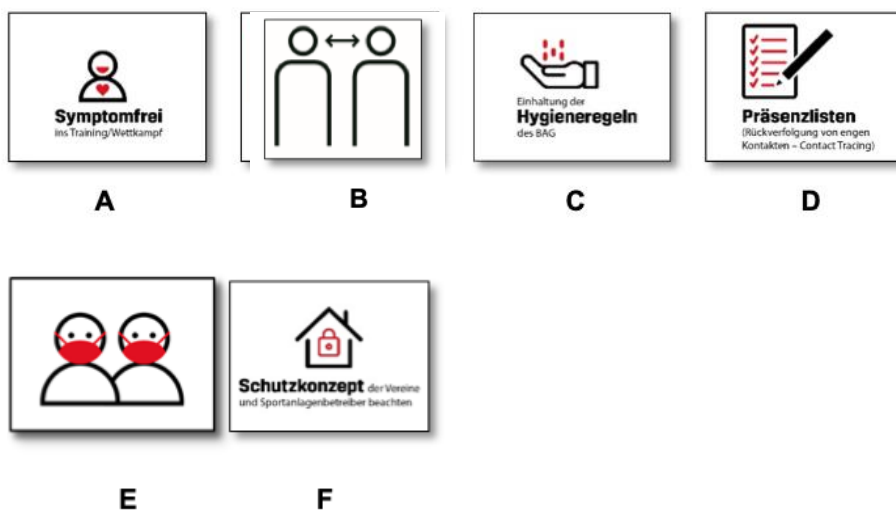 Symptomfrei
ins Training/Wettkampf
Einhaltung der
Hygieneregeln
des BAG
Präsenzlisten
(Rückverfolgung von engen
Kontakten – Contact Tracing)
A
B
C
D
Schutzkonzept der Vereine
und Sportanlagenbetreiber beachten
E
F